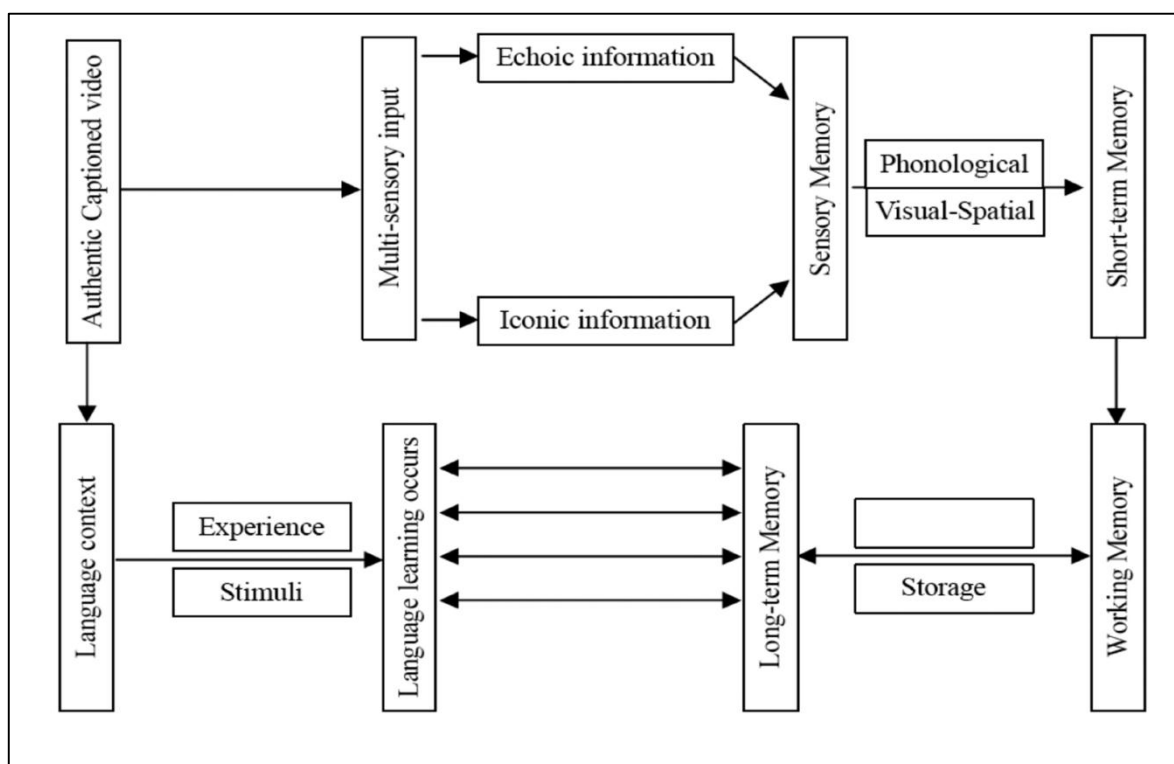 Authentic Captioned video
Multi-sensory input
Echoic information
Iconic information
Sensory Memory
Phonological
Visual-Spatial
Short-term Memory
Language context
Experience
Stimuli
Language learning occurs
Long-term Memory
Storage
Working Memory